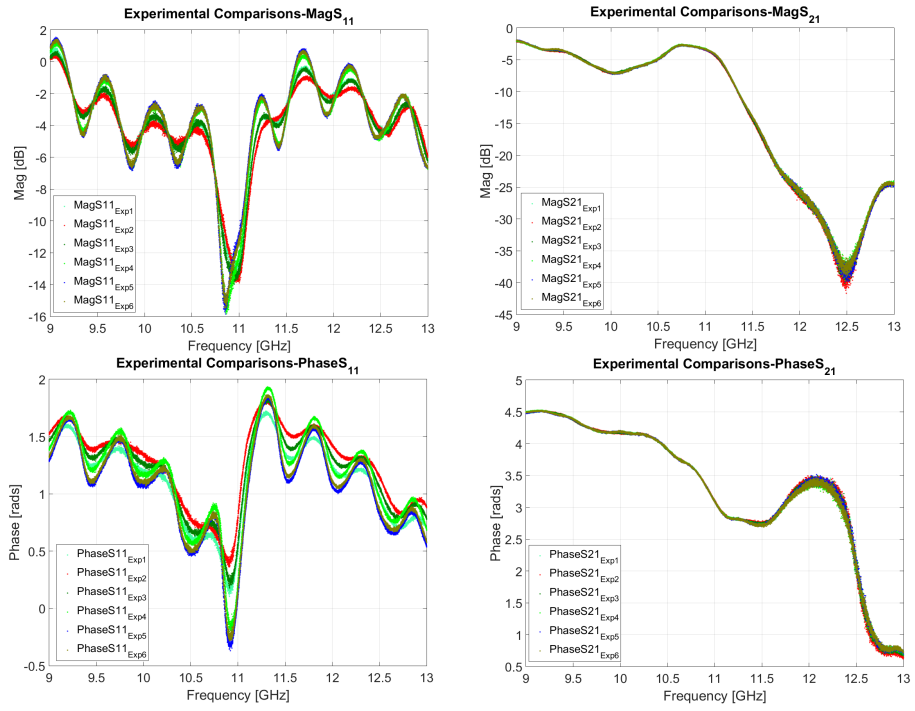 Experimental Comparisons-MagS11
Mag [dB]
2
0
-2
-4
-6
-8
-10
-12
-14
-16
MagS11Exp1
MagS11Exp2
MagS11Exp3
MagS11Exp4
MagS11Exp5
MagS11Exp6
9 9.5 10 10.5 11 11.5 12 12.5 13
Frequency [GHz]
Experimental Comparisons-MagS21
Mag [dB]
0
-5
-10
-15
-20
-25
-30
-35
-40
-45
MagS21Exp1
MagS21Exp2
MagS21Exp3
MagS21Exp4
MagS21Exp5
MagS21Exp6
9 9.5 10 10.5 11 11.5 12 12.5 13
Frequency [GHz]
Experimental Comparisons-PhaseS11
Phase [rads]
2
1.5
1
0.5
0
-0.5
PhaseS11Exp1
PhaseS11Exp2
PhaseS11Exp3
PhaseS11Exp4
PhaseS11Exp5
PhaseS11Exp6
9 9.5 10 10.5 11 11.5 12 12.5 13
Frequency [GHz]
Experimental Comparisons-PhaseS21
Phase [rads]
5
4.5
4
3.5
3
2.5
2
1.5
1
0.5
PhaseS21Exp1
PhaseS21Exp2
PhaseS21Exp3
PhaseS21Exp4
PhaseS21Exp5
PhaseS21Exp6
9 9.5 10 10.5 11 11.5 12 12.5 13
Frequency [GHz]